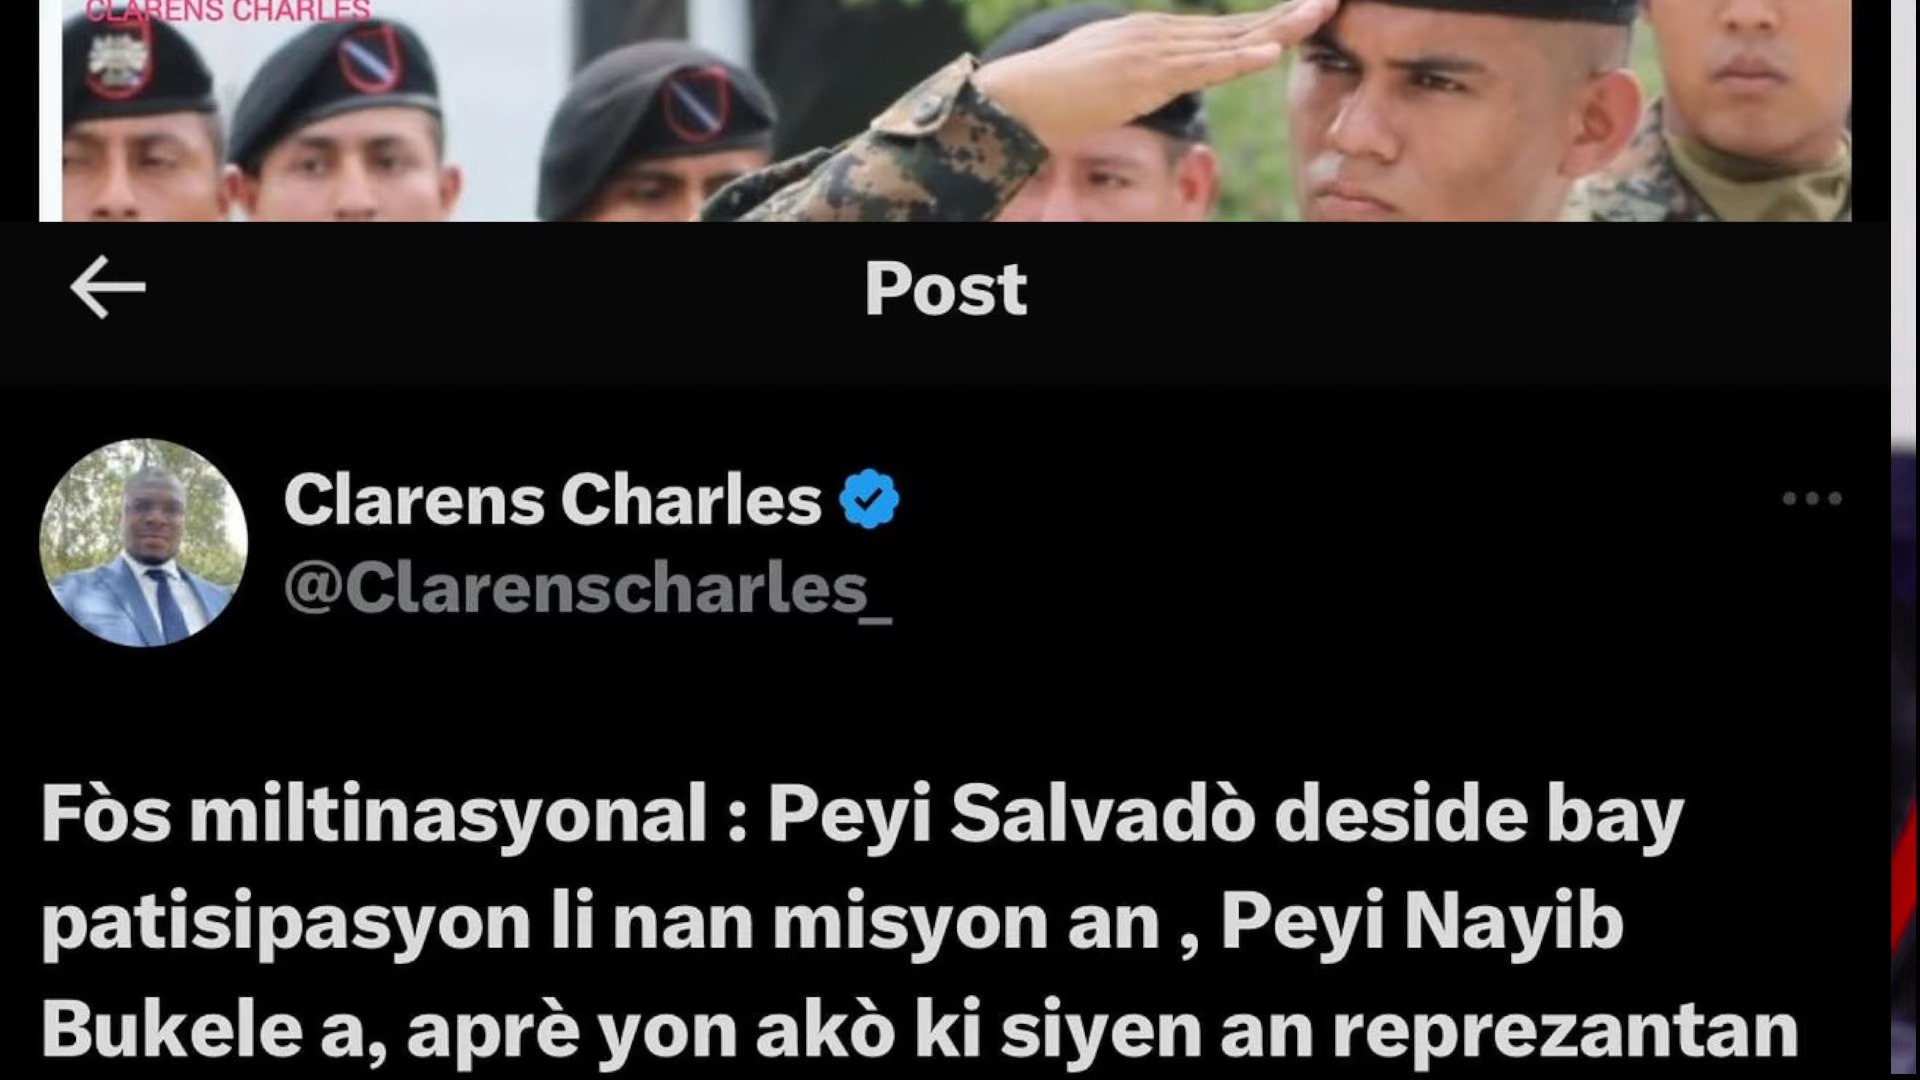 CLARENS CHARLES
Post
Clarens Charles
@Clarenscharles_
Fòs miltinasyonal : Peyi Salvadò deside bay
patisipasyon li nan misyon an , Peyi Nayib
Bukele a, aprè yon akò ki siyen an reprezantan